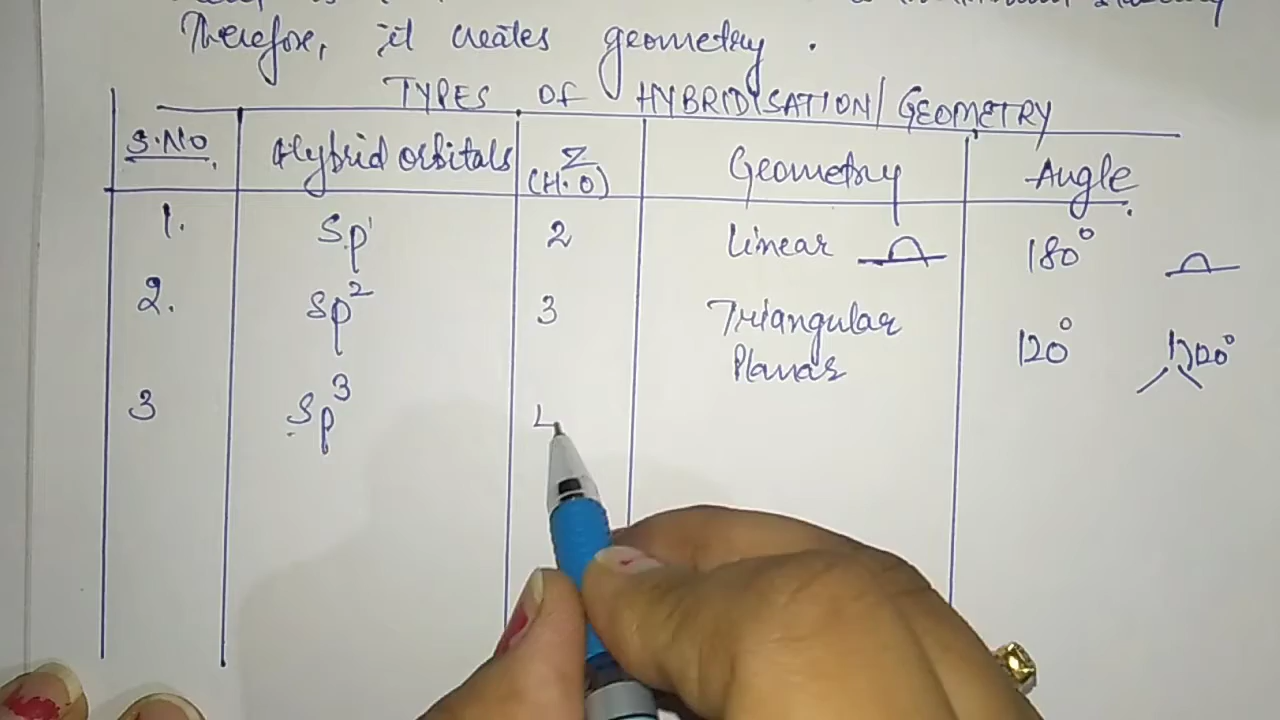 Therefore, it creates geometry.
TYPES OF HYBRIDISATION/GEOMETRY
S.NO. Hybrid orbitals Z (H.O) Geometry Angle
1. sp¹ 2 Linear 180°
2. sp² 3 Triangular Planar 120° 120°
3 sp³ 4